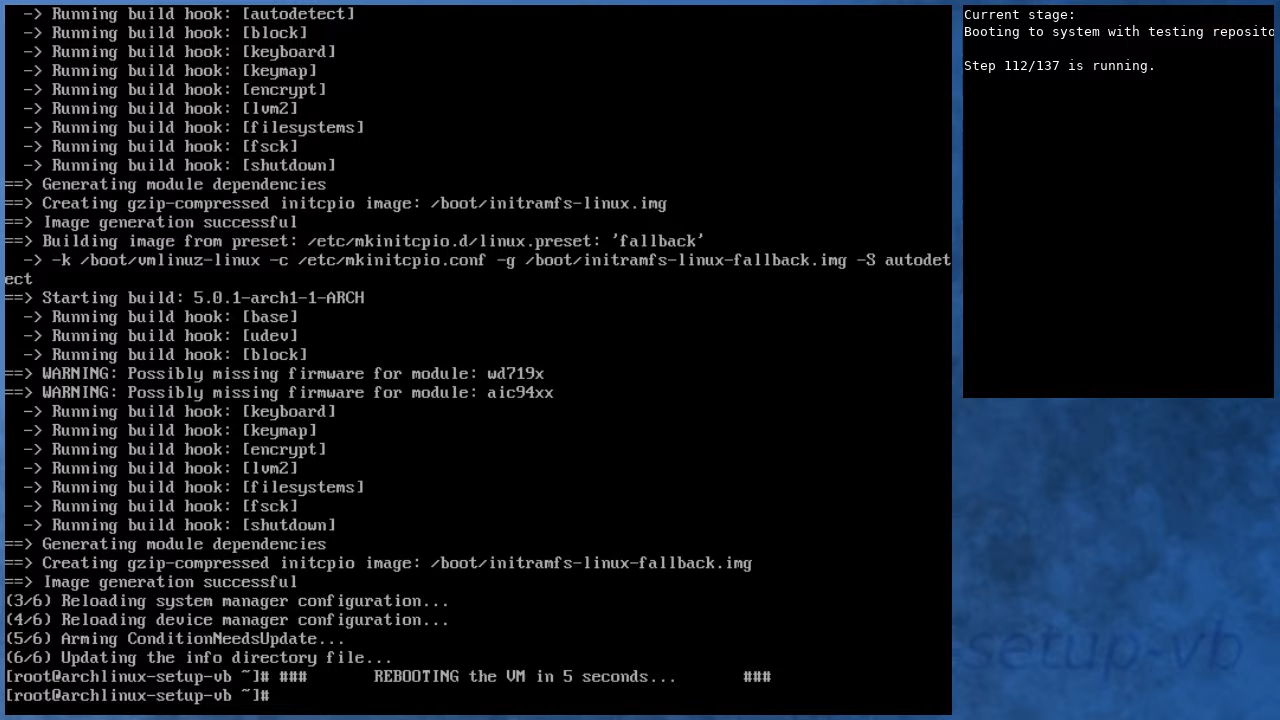 -> Running build hook: [autodetect]
  -> Running build hook: [block]
  -> Running build hook: [keyboard]
  -> Running build hook: [keymap]
  -> Running build hook: [encrypt]
  -> Running build hook: [lvm2]
  -> Running build hook: [filesystems]
  -> Running build hook: [fsck]
  -> Running build hook: [shutdown]
==> Generating module dependencies
==> Creating gzip-compressed initcpio image: /boot/initramfs-linux.img
==> Image generation successful
==> Building image from preset: /etc/mkinitcpio.d/linux.preset: 'fallback'
  -> -k /boot/vmlinuz-linux -c /etc/mkinitcpio.conf -g /boot/initramfs-linux-fallback.img -S autodet
ect
==> Starting build: 5.0.1-arch1-1-ARCH
  -> Running build hook: [base]
  -> Running build hook: [udev]
  -> Running build hook: [block]
==> WARNING: Possibly missing firmware for module: wd719x
==> WARNING: Possibly missing firmware for module: aic94xx
  -> Running build hook: [keyboard]
  -> Running build hook: [keymap]
  -> Running build hook: [encrypt]
  -> Running build hook: [lvm2]
  -> Running build hook: [filesystems]
  -> Running build hook: [fsck]
  -> Running build hook: [shutdown]
==> Generating module dependencies
==> Creating gzip-compressed initcpio image: /boot/initramfs-linux-fallback.img
==> Image generation successful
(3/6) Reloading system manager configuration...
(4/6) Reloading device manager configuration...
(5/6) Arming ConditionNeedsUpdate...
(6/6) Updating the info directory file...
[root@archlinux-setup-vb ~]# ###       REBOOTING the VM in 5 seconds...       ###
[root@archlinux-setup-vb ~]#
Current stage:
Booting to system with testing reposito
Step 112/137 is running.
setup-vb